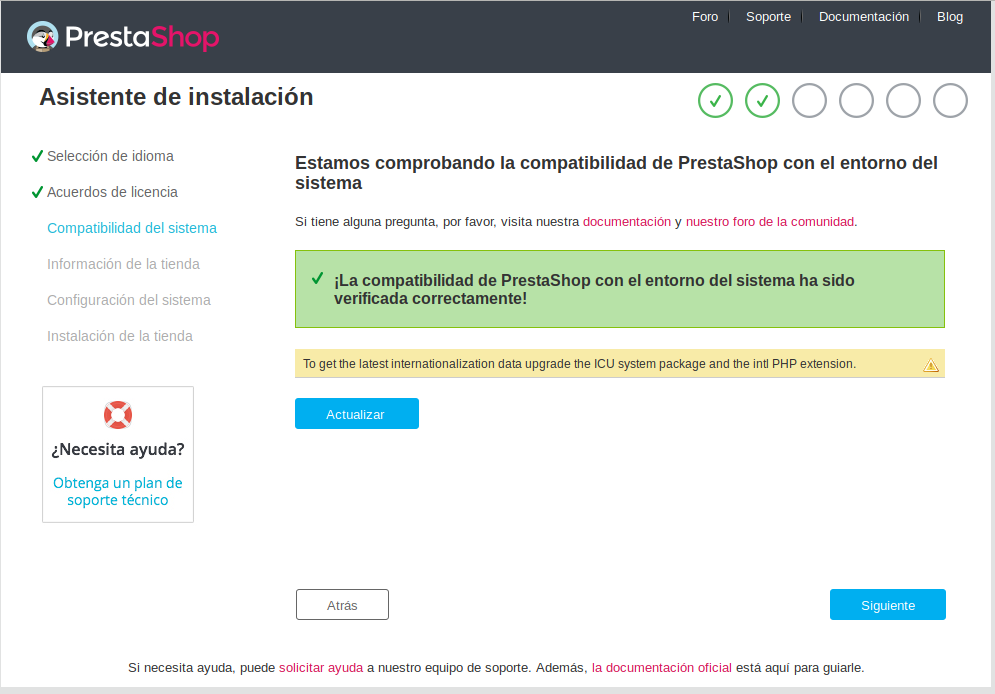 Foro Soporte Documentación Blog
PrestaShop
Asistente de instalación
Selección de idioma
Acuerdos de licencia
Compatibilidad del sistema
Información de la tienda
Configuración del sistema
Instalación de la tienda
¿Necesita ayuda?
Obtenga un plan de
soporte técnico
Estamos comprobando la compatibilidad de PrestaShop con el entorno del
sistema
Si tiene alguna pregunta, por favor, visita nuestra documentación y nuestro foro de la comunidad.
¡La compatibilidad de PrestaShop con el entorno del sistema ha sido
verificada correctamente!
To get the latest internationalization data upgrade the ICU system package and the intl PHP extension.
Actualizar
Atrás
Siguiente
Si necesita ayuda, puede solicitar ayuda a nuestro equipo de soporte. Además, la documentación oficial está aquí para guiarle.